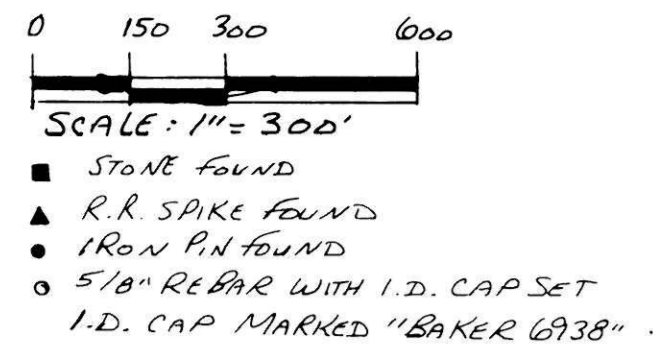 0 150 300 600
SCALE: 1"= 300'
STONE FOUND
R.R. SPIKE FOUND
IRON PIN FOUND
5/8" REBAR WITH I.D. CAP SET
I.D. CAP MARKED "BAKER 6938".